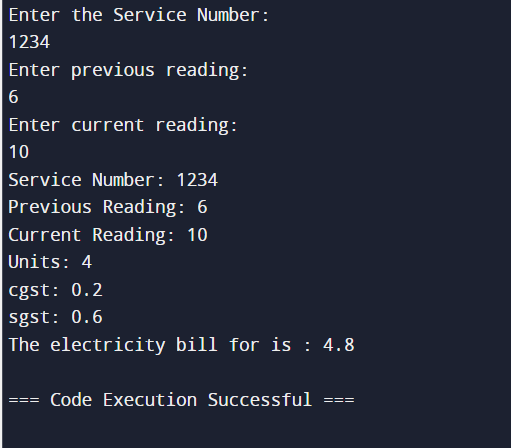 Enter the Service Number:
1234
Enter previous reading:
6
Enter current reading:
10
Service Number: 1234
Previous Reading: 6
Current Reading: 10
Units: 4
cgst: 0.2
sgst: 0.6
The electricity bill for is : 4.8
=== Code Execution Successful ===